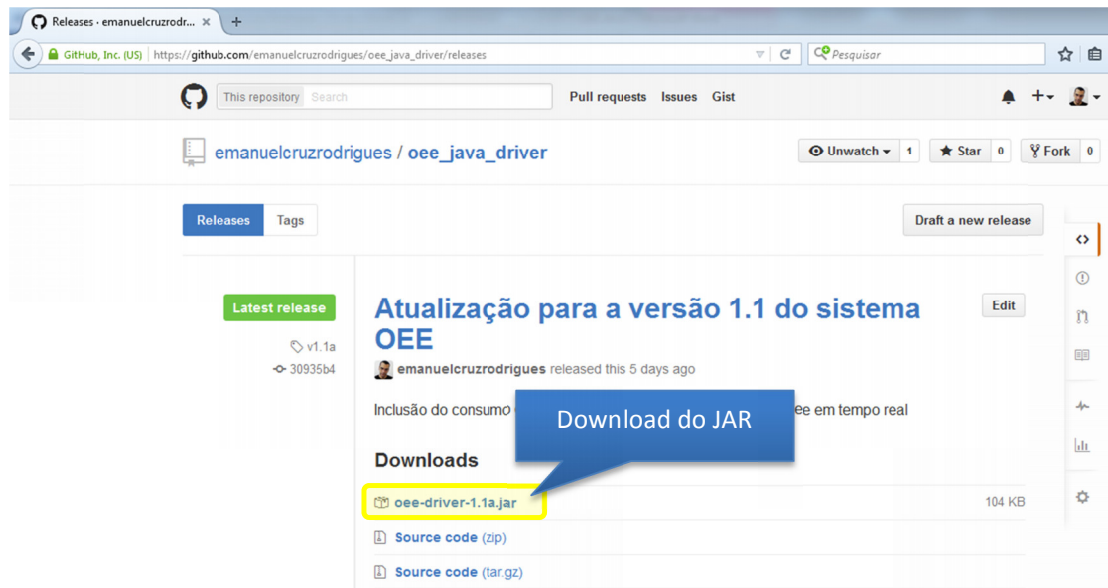 Releases · emanuelcruzrodr... × +
GitHub, Inc. (US) https://github.com/emanuelcruzrodrigues/oee_java_driver/releases Pesquisar
This repository Search Pull requests Issues Gist
emanuelcruzrodrigues / oee_java_driver Unwatch 1 Star 0 Fork 0
Releases Tags Draft a new release
Latest release Atualização para a versão 1.1 do sistema Edit
OEE
v1.1a
30935b4 emanuelcruzrodrigues released this 5 days ago
Inclusão do consumo ee em tempo real
Download do JAR
Downloads
oee-driver-1.1a.jar 104 KB
Source code (zip)
Source code (tar.gz)